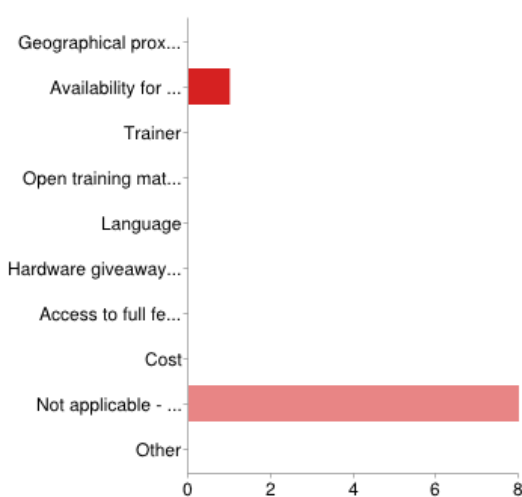 Geographical prox...
Availability for ...
Trainer
Open training mat...
Language
Hardware giveaway...
Access to full fe...
Cost
Not applicable - ...
Other
0 2 4 6 8